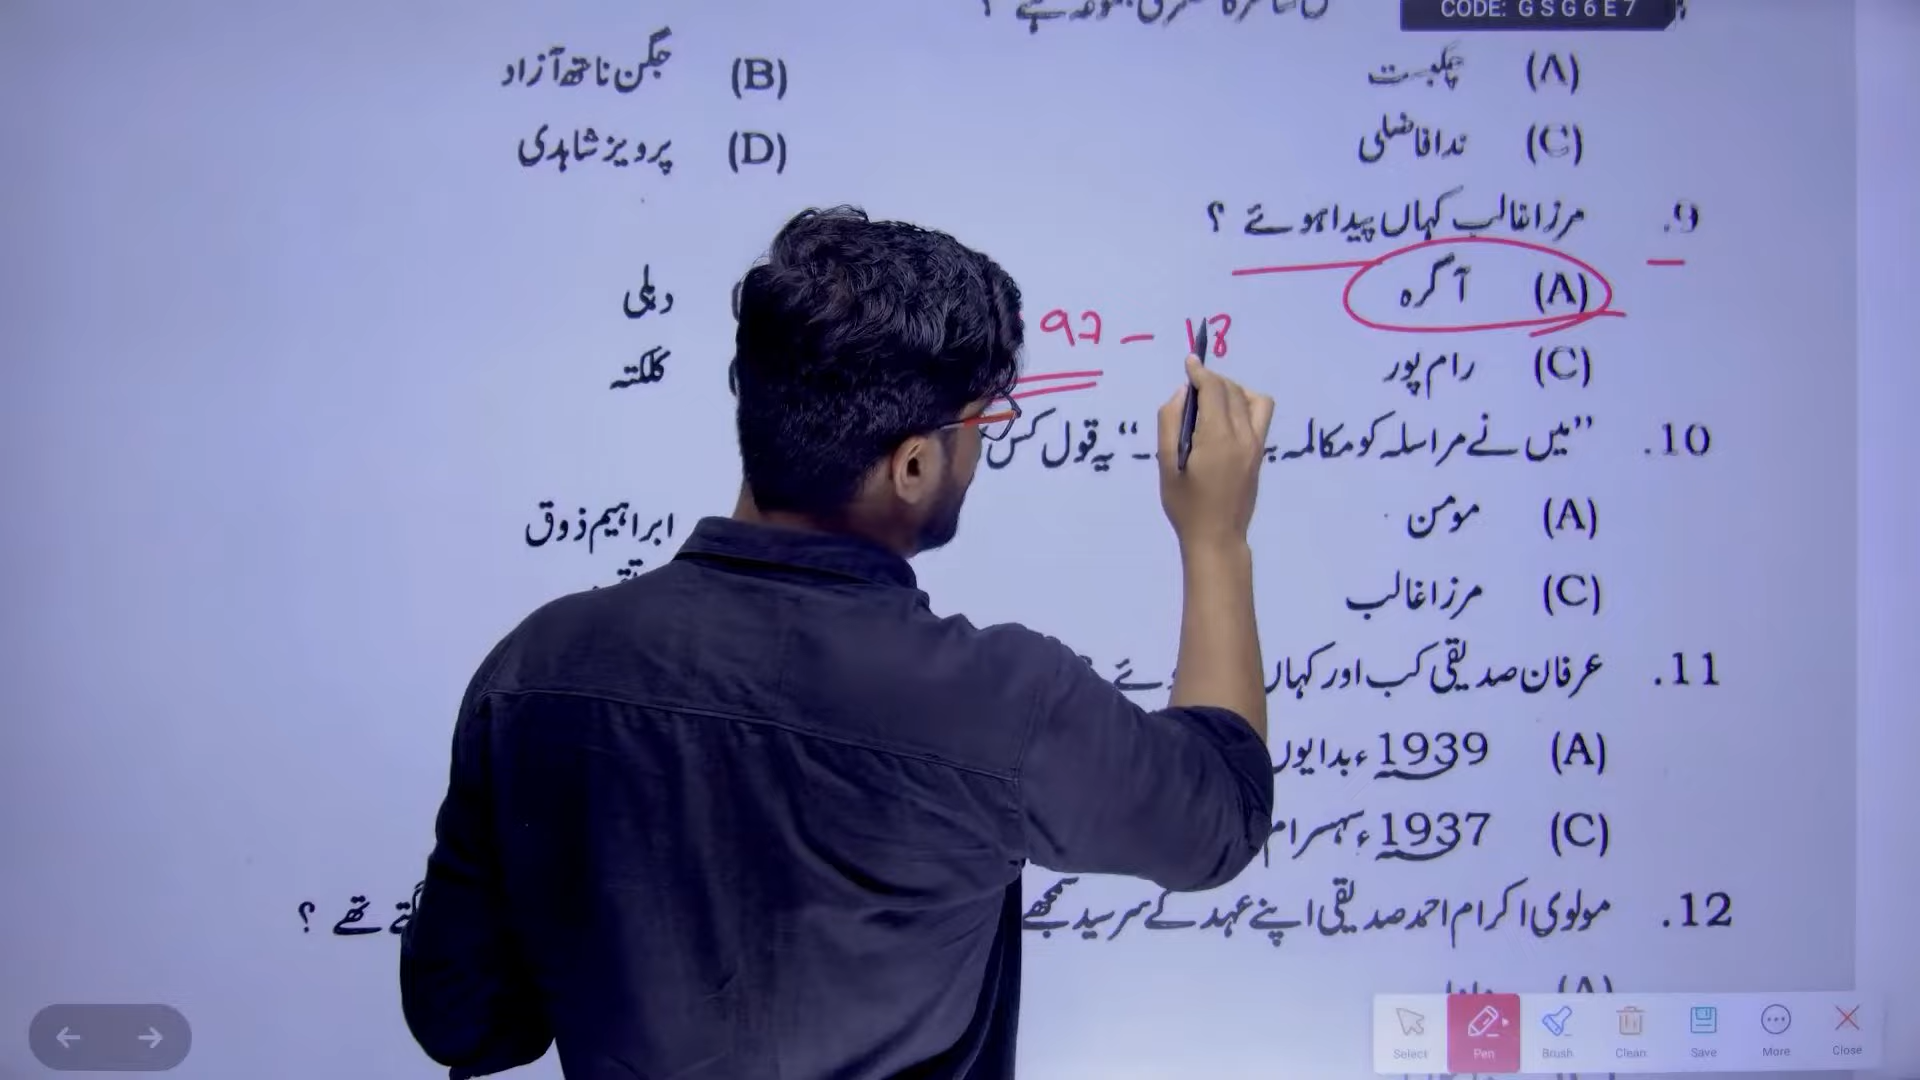 CODE: GSG6E7
(A) چکبست (B) جگن ناتھ آزاد
(C) ندا فاضلی (D) پرویز شاہدی
9. مرزا غالب کہاں پیدا ہوئے ؟
(A) آگرہ دہلی
97 - 18
(C) رام پور کلکتہ
10. ”میں نے مراسلہ کو مکالمہ ۔“ یہ قول کس
(A) مومن ابراہیم ذوق
(C) مرزا غالب
11. عرفان صدیقی کب اور کہاں
(A) 1939ء بدایوں
(C) 1937ء سہسرام
12. مولوی اکرام احمد صدیقی اپنے عہد کے سرسید سمجھے تھے ؟
Select Pen Brush Clean Save More Close